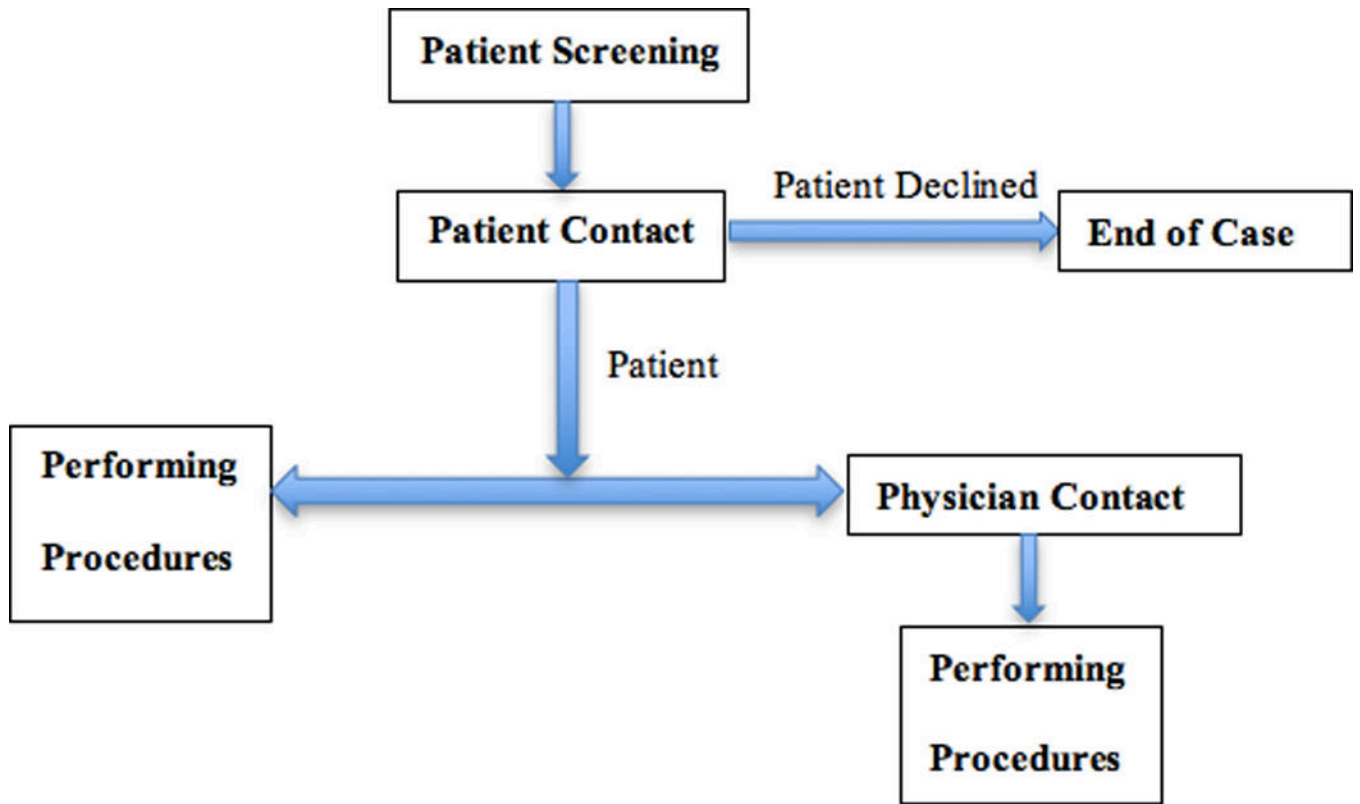 Patient Screening
Patient Declined
Patient Contact
End of Case
Patient
Performing
Procedures
Physician Contact
Performing
Procedures